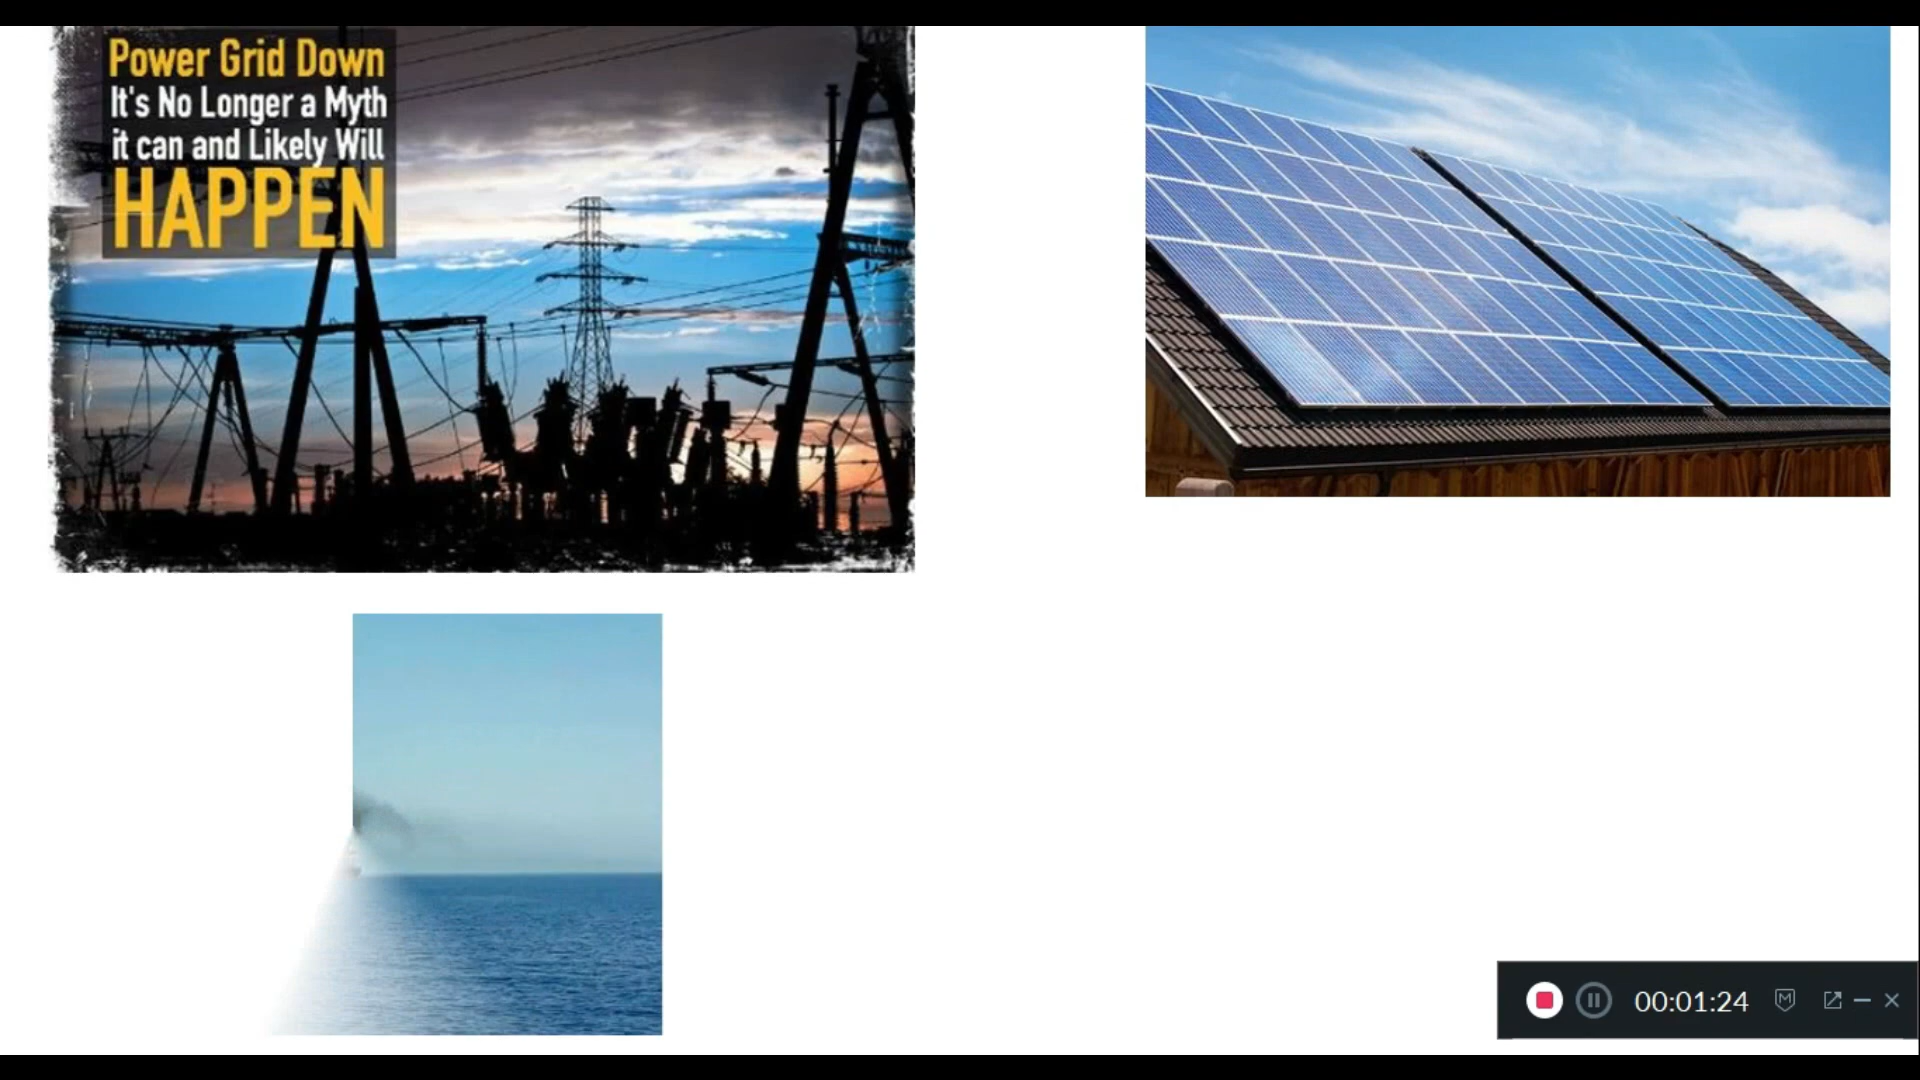 Power Grid Down
It's No Longer a Myth
it can and Likely Will
HAPPEN
00:01:24